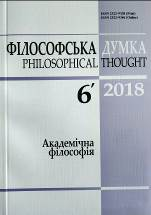 ФІЛОСОФСЬКА
ДУМКА
PHILOSOPHICAL
THOUGHT
6'
2018
Академічна
філософія